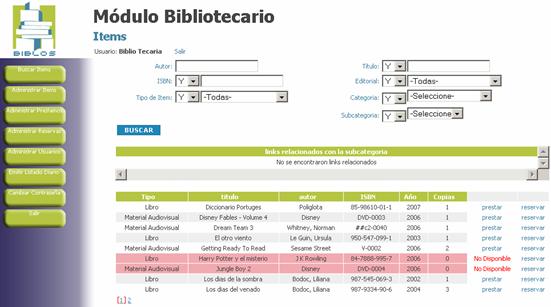 Módulo Bibliotecario
BIBLOS
Items
Usuario: Biblio Tecaria Salir
Buscar Items
Administrar Items
Administrar Prestamos
Administrar Reservas
Administrar Usuarios
Emitir Listado Diario
Cambiar Contraseña
Salir
Autor: Título: Y
ISBN: Y Editorial: Y -Todas-
Tipo de Item: Y -Todas- Categoria: Y -Seleccione-
Subcategoria: Y -Seleccione-
BUSCAR
links relacionados con la subcategoria
No se encontraron links relacionados
Tipo título autor ISBN Año Copias
Libro Diccionario Portuges Poliglota 85-98610-01-1 2007 1 prestar reservar
Material Audiovisual Disney Fables - Volume 4 Disney DVD-0003 2006 1 prestar reservar
Material Audiovisual Dream Team 3 Whitney, Norman ##c2-0040 2006 1 prestar reservar
Libro El otro viento Le Guin, Ursula 950-547-099-1 2003 1 prestar reservar
Material Audiovisual Getting Ready To Read Sesame Street V-0002 2006 2 prestar reservar
Libro Harry Potter y el misterio J K Rowling 84-7888-995-7 2006 0 No Disponible reservar
Material Audiovisual Jungle Boy 2 Disney DVD-0004 2006 0 No Disponible reservar
Libro Los dias de la sombra Bodoc, Liliana 987-545-069-3 2002 1 prestar reservar
Libro Los dias del venado Bodoc, Liliana 987-9334-90-6 2004 3 prestar reservar
[1] 2